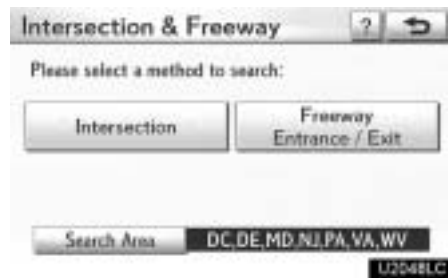 Intersection & Freeway ?
Please select a method to search:
Intersection
Freeway
Entrance / Exit
Search Area DC,DE,MD,NJ,PA,VA,WV
U2048LC